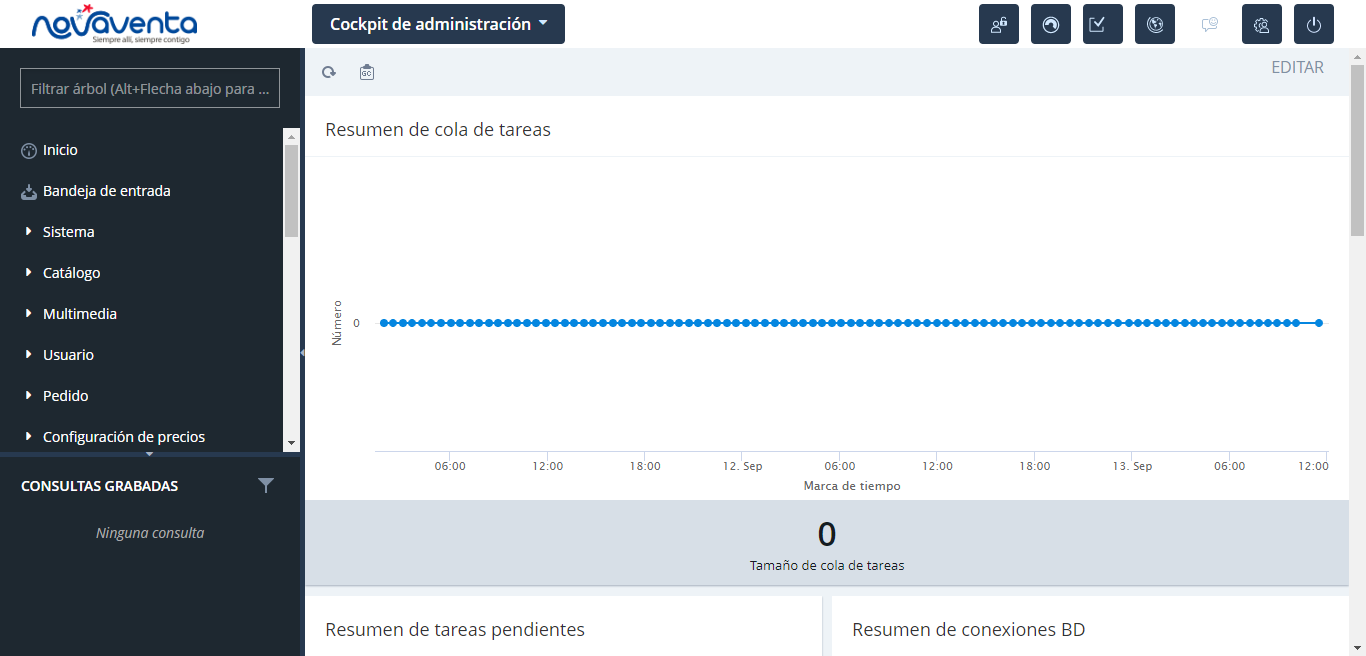 novaventa
Siempre allí, siempre contigo
Cockpit de administración
EDITAR
Filtrar árbol (Alt+Flecha abajo para ...
Inicio
Bandeja de entrada
Sistema
Catálogo
Multimedia
Usuario
Pedido
Configuración de precios
CONSULTAS GRABADAS
Ninguna consulta
GC
Resumen de cola de tareas
Número
0
06:00 12:00 18:00 12. Sep 06:00 12:00 18:00 13. Sep 06:00 12:00
Marca de tiempo
0
Tamaño de cola de tareas
Resumen de tareas pendientes
Resumen de conexiones BD